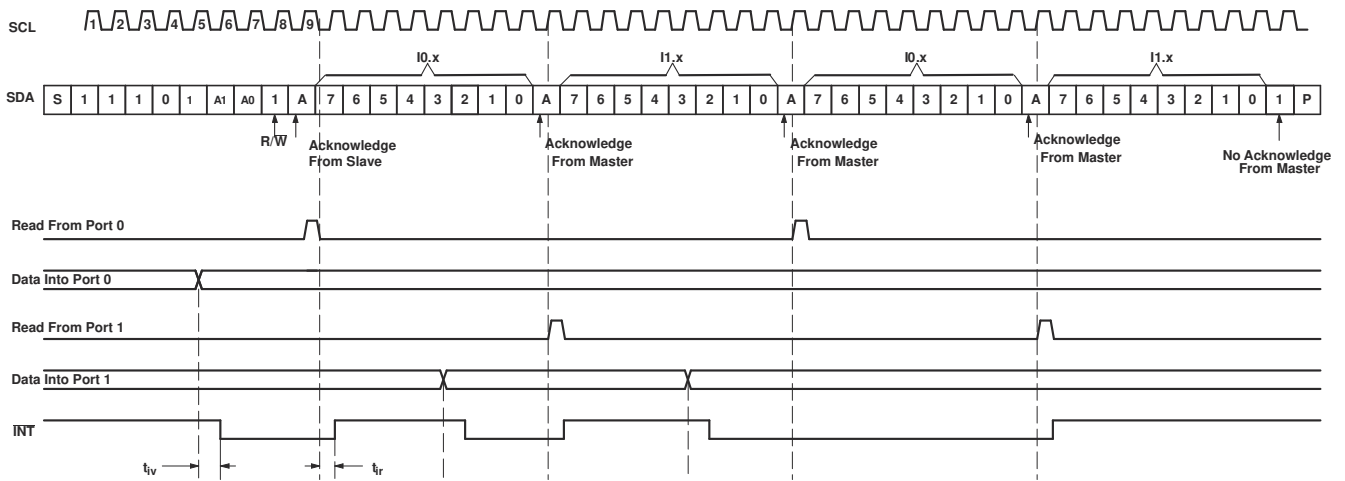 SCL
1 2 3 4 5 6 7 8 9
I0.x I1.x I0.x I1.x
SDA S 1 1 1 0 1 A1 A0 1 A 7 6 5 4 3 2 1 0 A 7 6 5 4 3 2 1 0 A 7 6 5 4 3 2 1 0 A 7 6 5 4 3 2 1 0 1 P
R/W̅
Acknowledge
From Slave
Acknowledge
From Master
Acknowledge
From Master
Acknowledge
From Master
No Acknowledge
From Master
Read From Port 0
Data Into Port 0
Read From Port 1
Data Into Port 1
I̅N̅T̅
tiv
tir